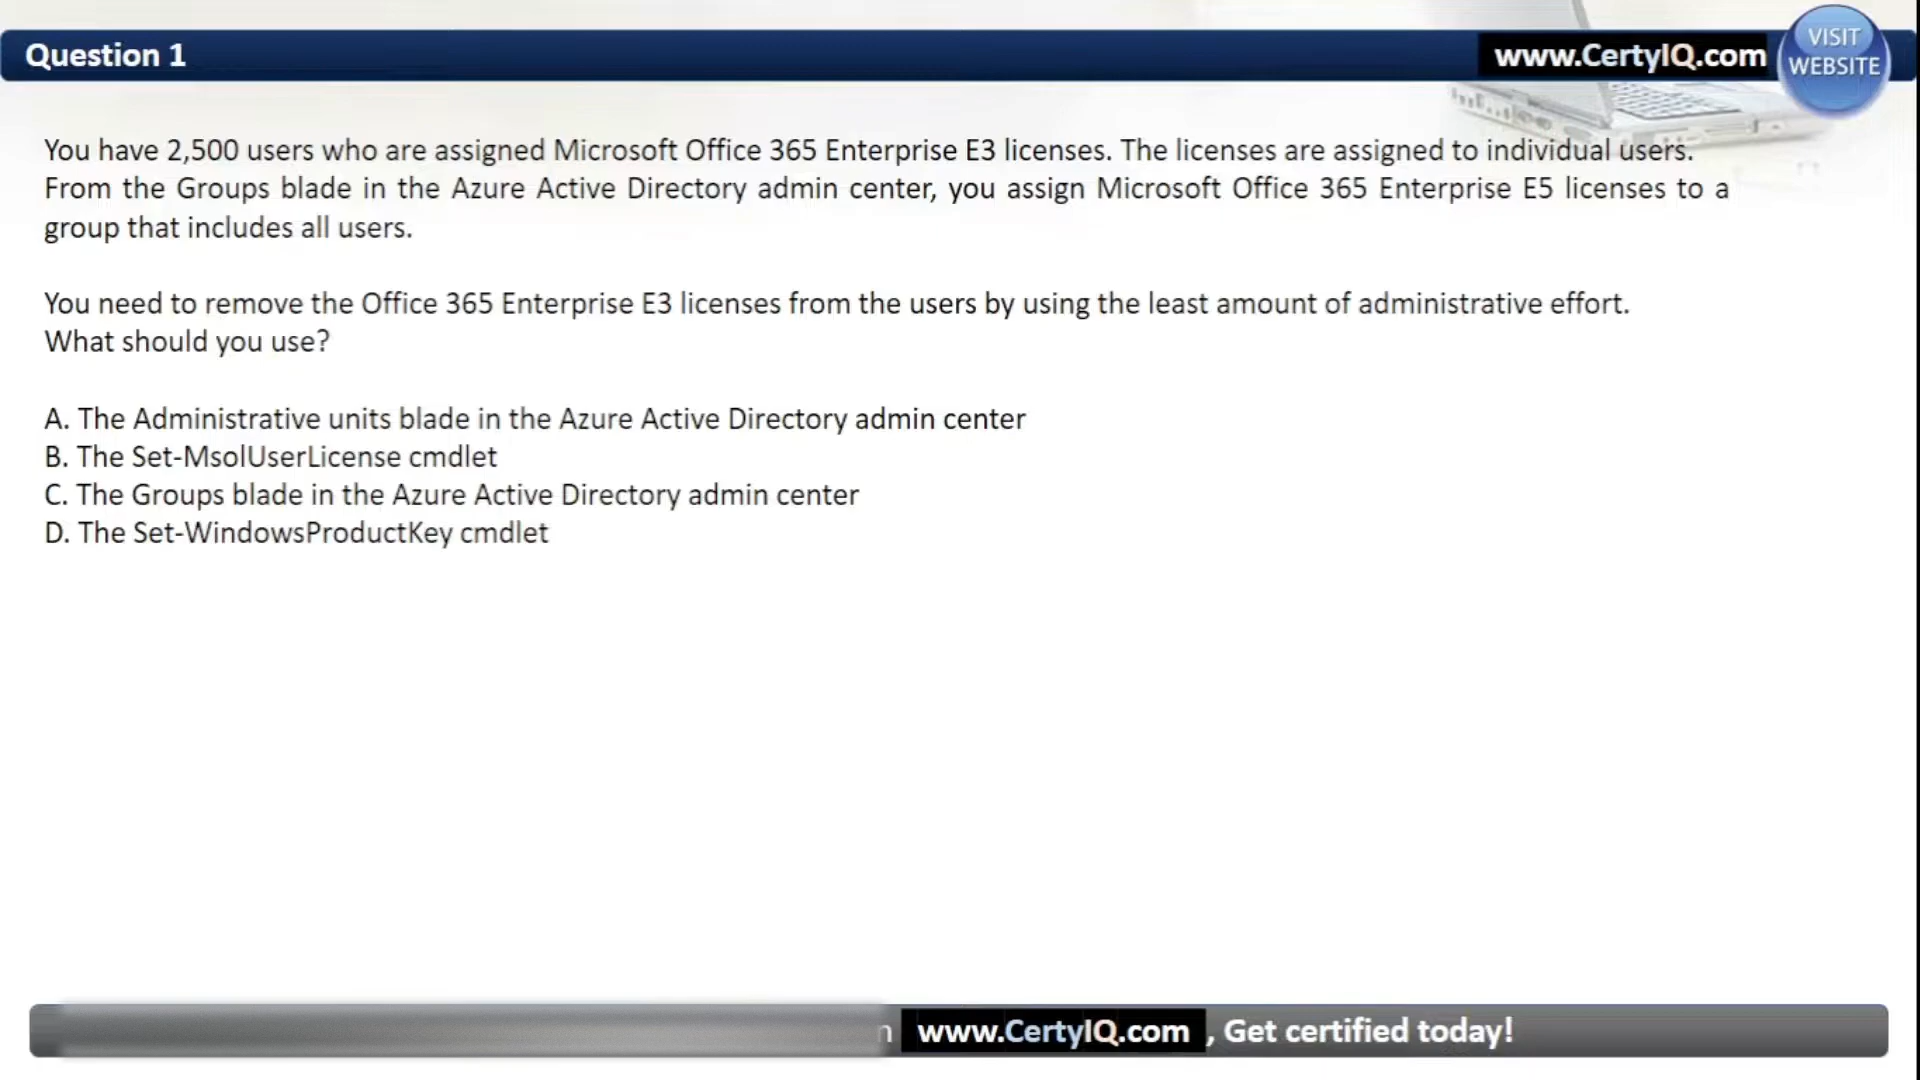 Question 1
www.CertyIQ.com
VISIT
WEBSITE
You have 2,500 users who are assigned Microsoft Office 365 Enterprise E3 licenses. The licenses are assigned to individual users.
From the Groups blade in the Azure Active Directory admin center, you assign Microsoft Office 365 Enterprise E5 licenses to a
group that includes all users.
You need to remove the Office 365 Enterprise E3 licenses from the users by using the least amount of administrative effort.
What should you use?
A. The Administrative units blade in the Azure Active Directory admin center
B. The Set-MsolUserLicense cmdlet
C. The Groups blade in the Azure Active Directory admin center
D. The Set-WindowsProductKey cmdlet
www.CertyIQ.com , Get certified today!